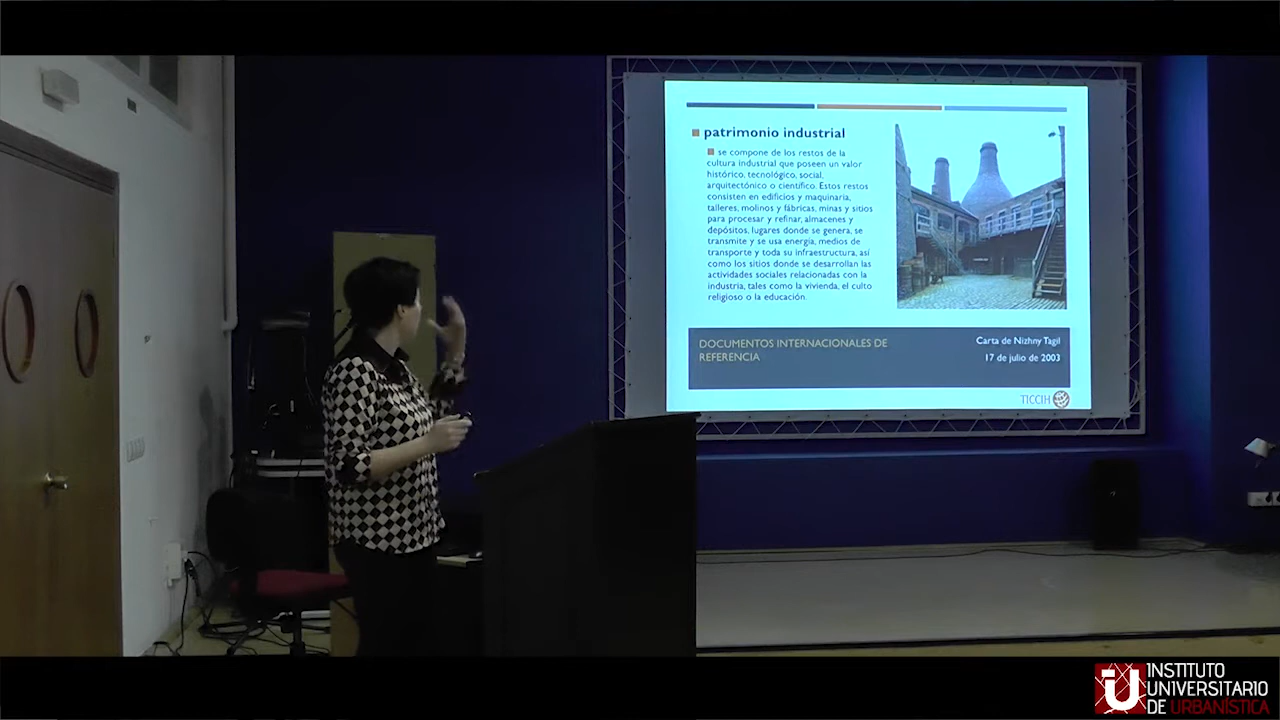 patrimonio industrial
se compone de los restos de la
cultura industrial que poseen un valor
histórico, tecnológico, social,
arquitectónico o científico. Estos restos
consisten en edificios y maquinaria,
talleres, molinos y fábricas, minas y sitios
para procesar y refinar, almacenes y
depósitos, lugares donde se genera, se
transmite y se usa energía, medios de
transporte y toda su infraestructura, así
como los sitios donde se desarrollan las
actividades sociales relacionadas con la
industria, tales como la vivienda, el culto
religioso o la educación.
DOCUMENTOS INTERNACIONALES DE
REFERENCIA
Carta de Nizhny Tagil
17 de julio de 2003
TICCIH
iU INSTITUTO
UNIVERSITARIO
DE URBANÍSTICA